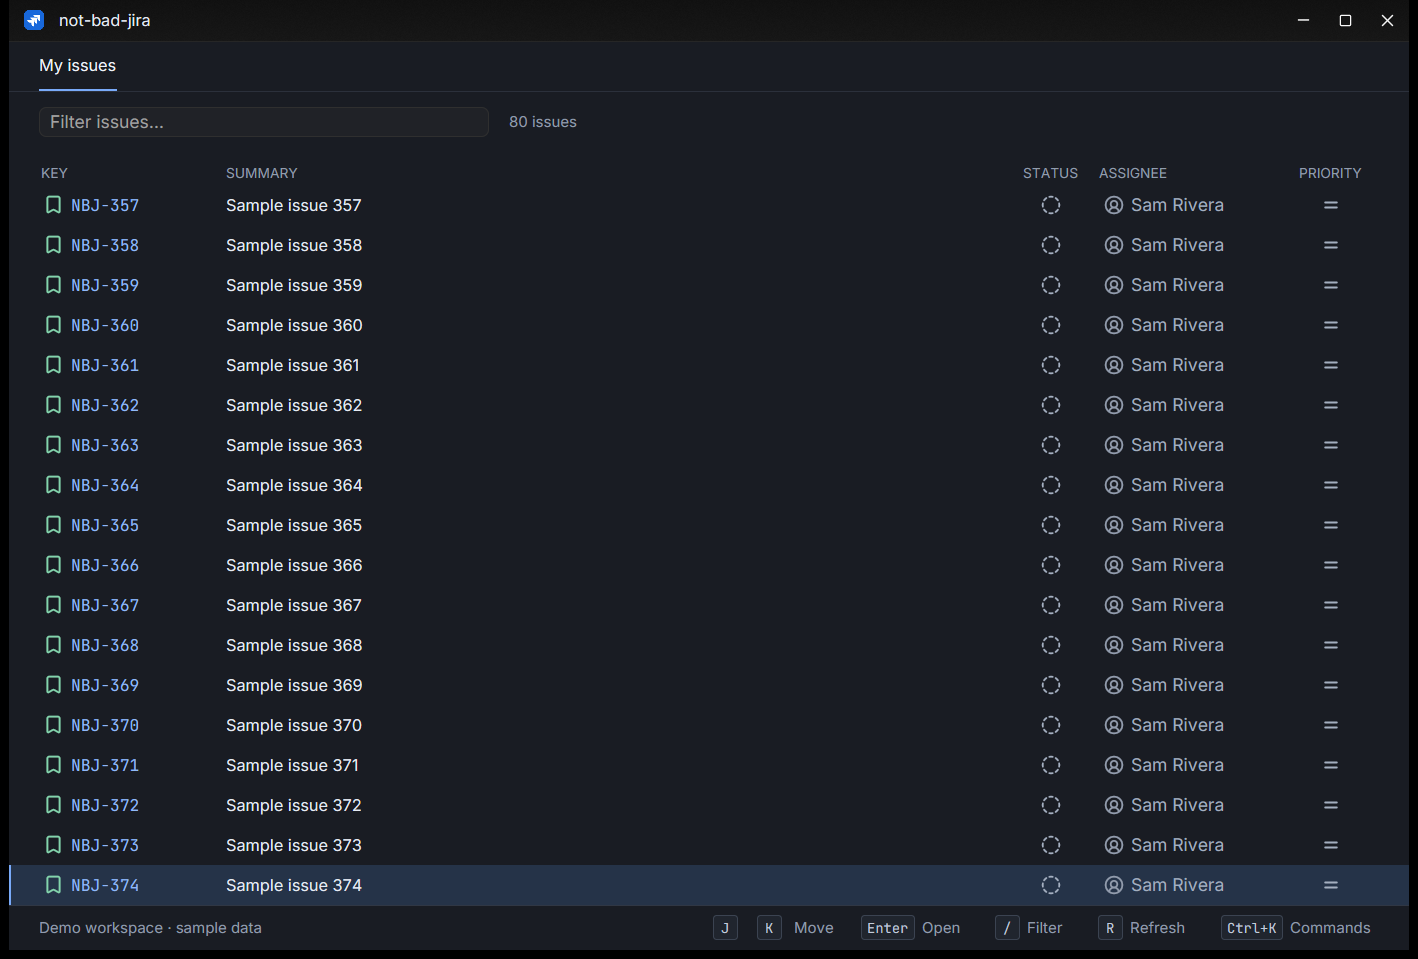 not-bad-jira
My issues
Filter issues...
80 issues
KEY SUMMARY STATUS ASSIGNEE PRIORITY
NBJ-357 Sample issue 357 Sam Rivera
NBJ-358 Sample issue 358 Sam Rivera
NBJ-359 Sample issue 359 Sam Rivera
NBJ-360 Sample issue 360 Sam Rivera
NBJ-361 Sample issue 361 Sam Rivera
NBJ-362 Sample issue 362 Sam Rivera
NBJ-363 Sample issue 363 Sam Rivera
NBJ-364 Sample issue 364 Sam Rivera
NBJ-365 Sample issue 365 Sam Rivera
NBJ-366 Sample issue 366 Sam Rivera
NBJ-367 Sample issue 367 Sam Rivera
NBJ-368 Sample issue 368 Sam Rivera
NBJ-369 Sample issue 369 Sam Rivera
NBJ-370 Sample issue 370 Sam Rivera
NBJ-371 Sample issue 371 Sam Rivera
NBJ-372 Sample issue 372 Sam Rivera
NBJ-373 Sample issue 373 Sam Rivera
NBJ-374 Sample issue 374 Sam Rivera
Demo workspace · sample data J K Move Enter Open / Filter R Refresh Ctrl+K Commands